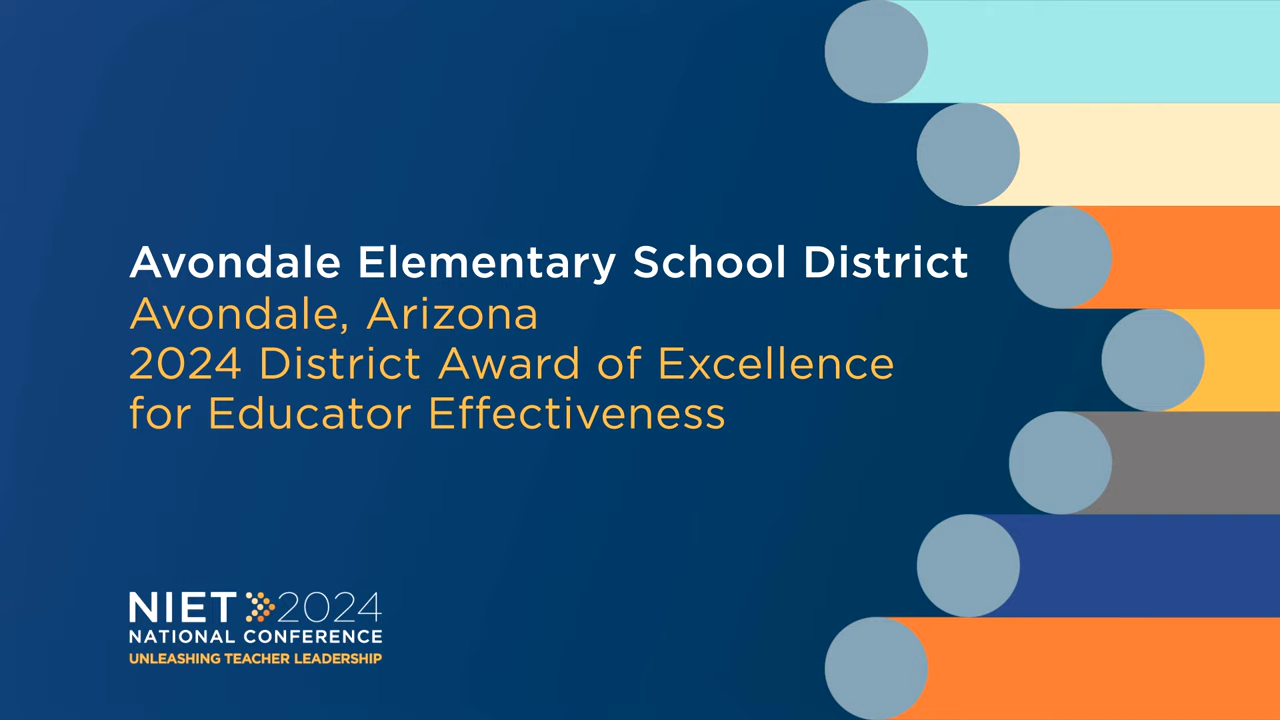 Avondale Elementary School District
Avondale, Arizona
2024 District Award of Excellence
for Educator Effectiveness
NIET 2024
NATIONAL CONFERENCE
UNLEASHING TEACHER LEADERSHIP